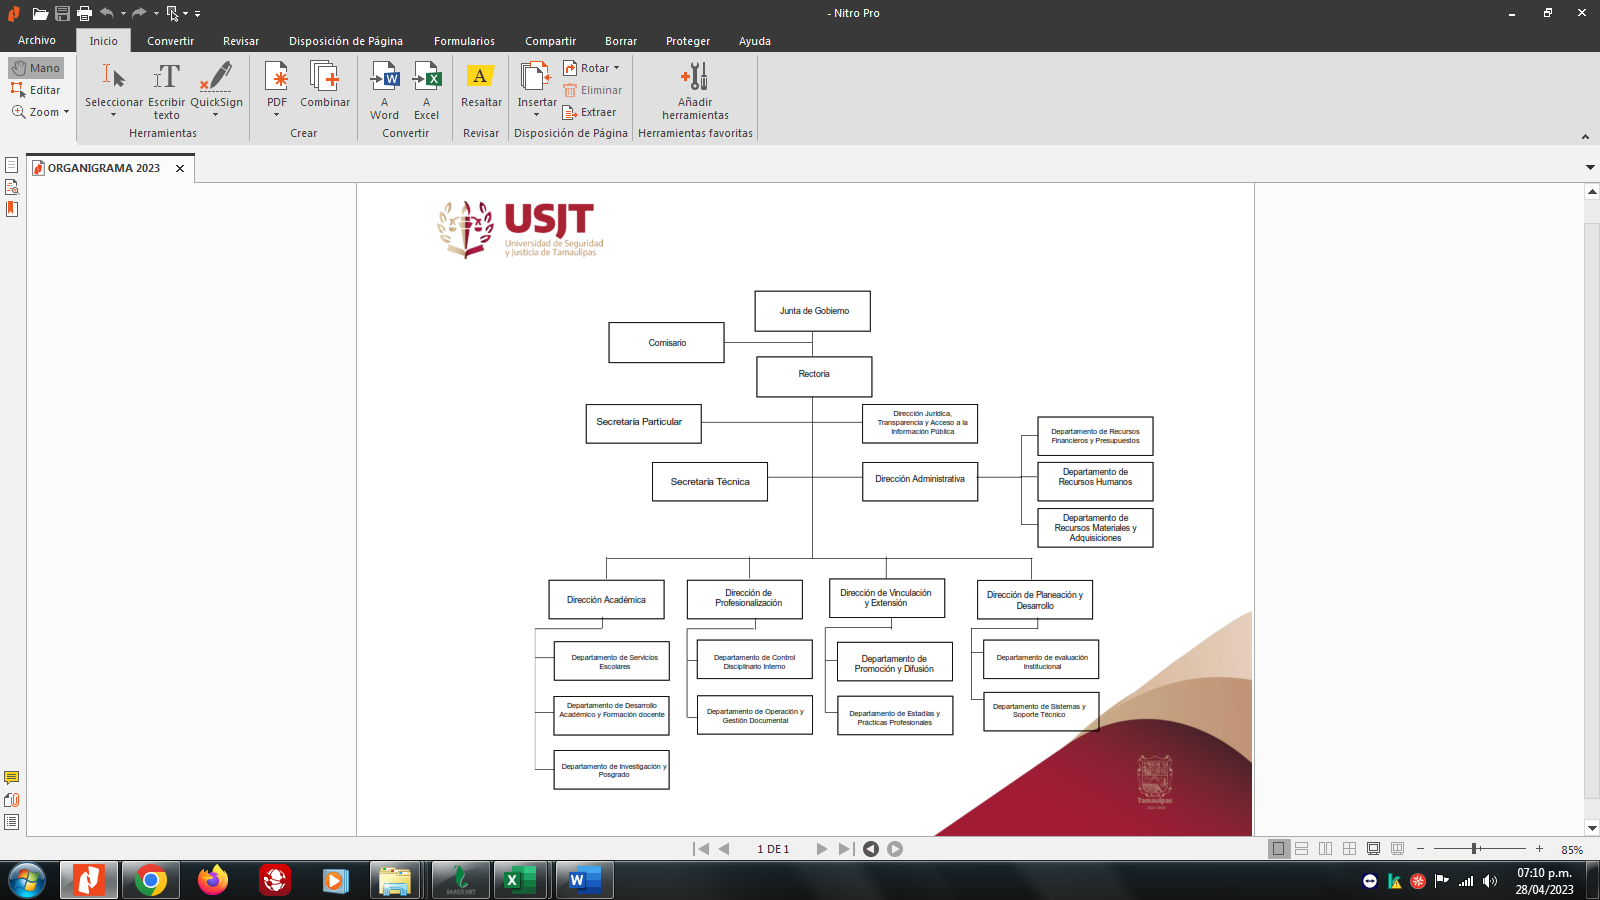 - Nitro Pro
Archivo
Inicio
Convertir
Revisar
Disposición de Página
Formularios
Compartir
Borrar
Proteger
Ayuda
Mano
Editar
Zoom
Seleccionar
Escribir
texto
QuickSign
Herramientas
PDF
Combinar
Crear
A
Word
A
Excel
Convertir
Resaltar
Revisar
Insertar
Rotar
Eliminar
Extraer
Disposición de Página
Añadir
herramientas
Herramientas favoritas
ORGANIGRAMA 2023
USJT
Universidad de Seguridad
y Justicia de Tamaulipas
Junta de Gobierno
Comisario
Rectoría
Secretaría Particular
Dirección Jurídica,
Transparencia y Acceso a la
Información Pública
Departamento de Recursos
Financieros y Presupuestos
Secretaría Técnica
Dirección Administrativa
Departamento de
Recursos Humanos
Departamento de
Recursos Materiales y
Adquisiciones
Dirección Académica
Dirección de
Profesionalización
Dirección de Vinculación
y Extensión
Dirección de Planeación y
Desarrollo
Departamento de Servicios
Escolares
Departamento de Control
Disciplinario Interno
Departamento de
Promoción y Difusión
Departamento de evaluación
Institucional
Departamento de Desarrollo
Académico y Formación docente
Departamento de Operación y
Gestión Documental
Departamento de Estadías y
Prácticas Profesionales
Departamento de Sistemas y
Soporte Técnico
Departamento de Investigación y
Posgrado
Tamaulipas
1 DE 1
85%
SAACG.NET
07:10 p.m.
28/04/2023